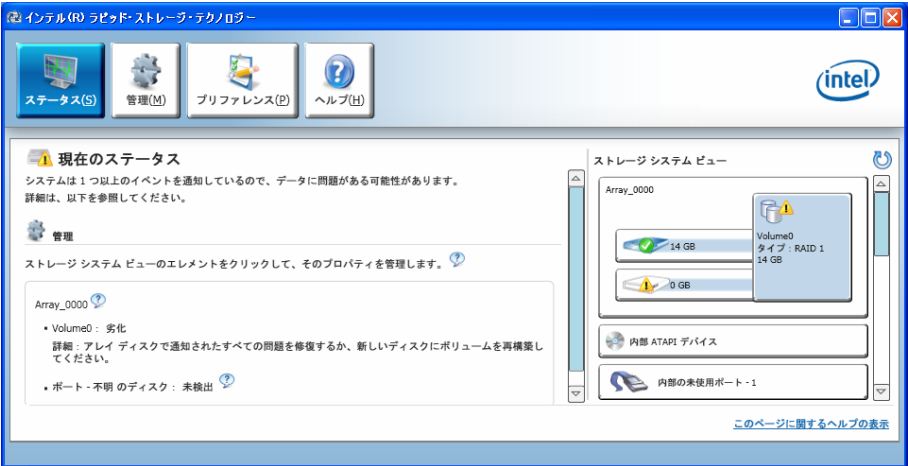 インテル(R) ラピッド・ストレージ・テクノロジー
ステータス(S)
管理(M)
プリファレンス(P)
ヘルプ(H)
intel
現在のステータス
システムは 1 つ以上のイベントを通知しているので、データに問題がある可能性があります。
詳細は、以下を参照してください。
管理
ストレージ システム ビューのエレメントをクリックして、そのプロパティを管理します。
Array_0000
• Volume0： 劣化
詳細：アレイ ディスクで通知されたすべての問題を修復するか、新しいディスクにボリュームを再構築し
てください。
• ポート - 不明 のディスク： 未検出
ストレージ システム ビュー
Array_0000
14 GB
0 GB
Volume0
タイプ：RAID 1
14 GB
内部 ATAPI デバイス
内部の未使用ポート - 1
このページに関するヘルプの表示